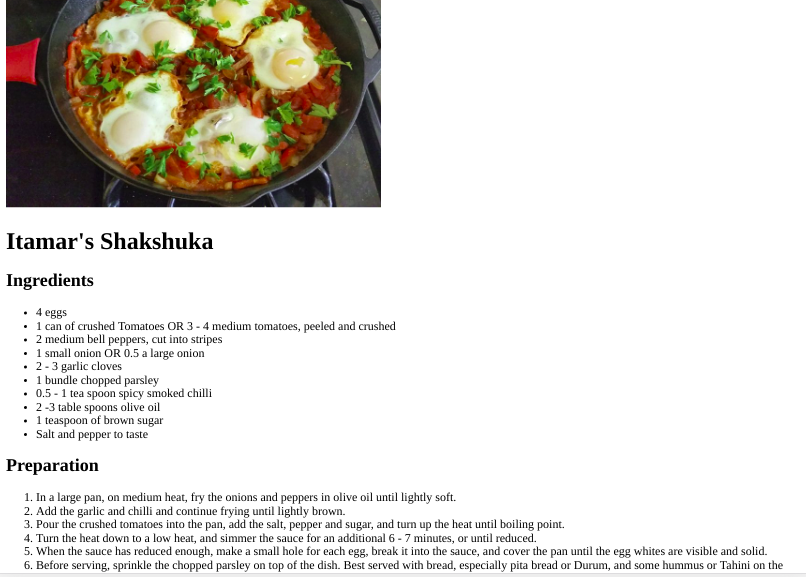 Itamar's Shakshuka
Ingredients
• 4 eggs
• 1 can of crushed Tomatoes OR 3 - 4 medium tomatoes, peeled and crushed
• 2 medium bell peppers, cut into stripes
• 1 small onion OR 0.5 a large onion
• 2 - 3 garlic cloves
• 1 bundle chopped parsley
• 0.5 - 1 tea spoon spicy smoked chilli
• 2 -3 table spoons olive oil
• 1 teaspoon of brown sugar
• Salt and pepper to taste
Preparation
1. In a large pan, on medium heat, fry the onions and peppers in olive oil until lightly soft.
2. Add the garlic and chilli and continue frying until lightly brown.
3. Pour the crushed tomatoes into the pan, add the salt, pepper and sugar, and turn up the heat until boiling point.
4. Turn the heat down to a low heat, and simmer the sauce for an additional 6 - 7 minutes, or until reduced.
5. When the sauce has reduced enough, make a small hole for each egg, break it into the sauce, and cover the pan until the egg whites are visible and solid.
6. Before serving, sprinkle the chopped parsley on top of the dish. Best served with bread, especially pita bread or Durum, and some hummus or Tahini on the